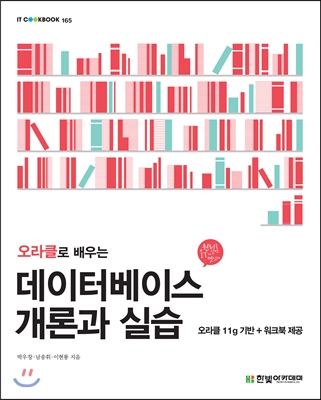 IT COOKBOOK 165
오라클로 배우는
데이터베이스
개론과 실습
오라클 11g 기반 + 워크북 제공
박우창·남송휘·이현룡 지음
한빛아카데미